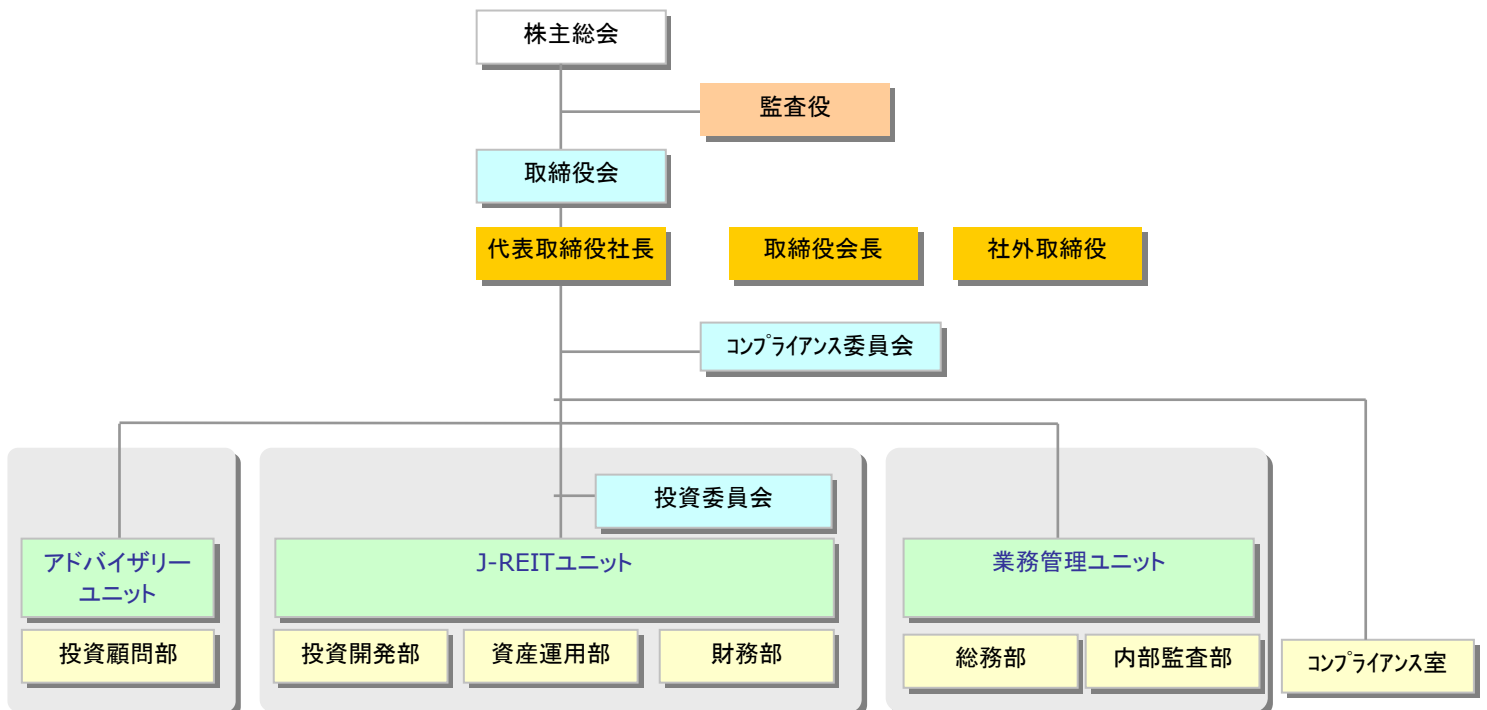 株主総会
監査役
取締役会
代表取締役社長
取締役会長
社外取締役
ｺﾝﾌﾟﾗｲｱﾝｽ委員会
投資委員会
アドバイザリー
ユニット
J-REITユニット
業務管理ユニット
投資顧問部
投資開発部
資産運用部
財務部
総務部
内部監査部
ｺﾝﾌﾟﾗｲｱﾝｽ室